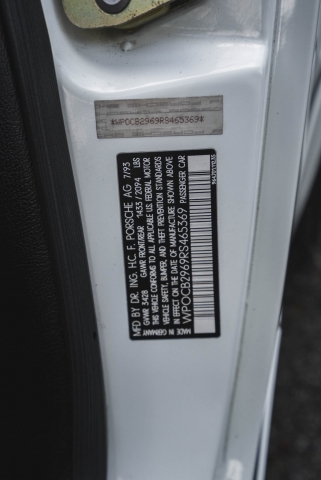 *WP0CB2969RS465369*
MFD BY DR. ING. H.C. F. PORSCHE AG 7/93
GVWR 3428 GAWR FRONT/REAR 1433/2094 LBS
THIS VEHICLE CONFORMS TO ALL APPLICABLE U.S. FEDERAL MOTOR
VEHICLE SAFETY, BUMPER, AND THEFT PREVENTION STANDARDS
IN EFFECT ON THE DATE OF MANUFACTURE SHOWN ABOVE
WP0CB2969RS465369 PASSENGER CAR
MADE IN GERMANY